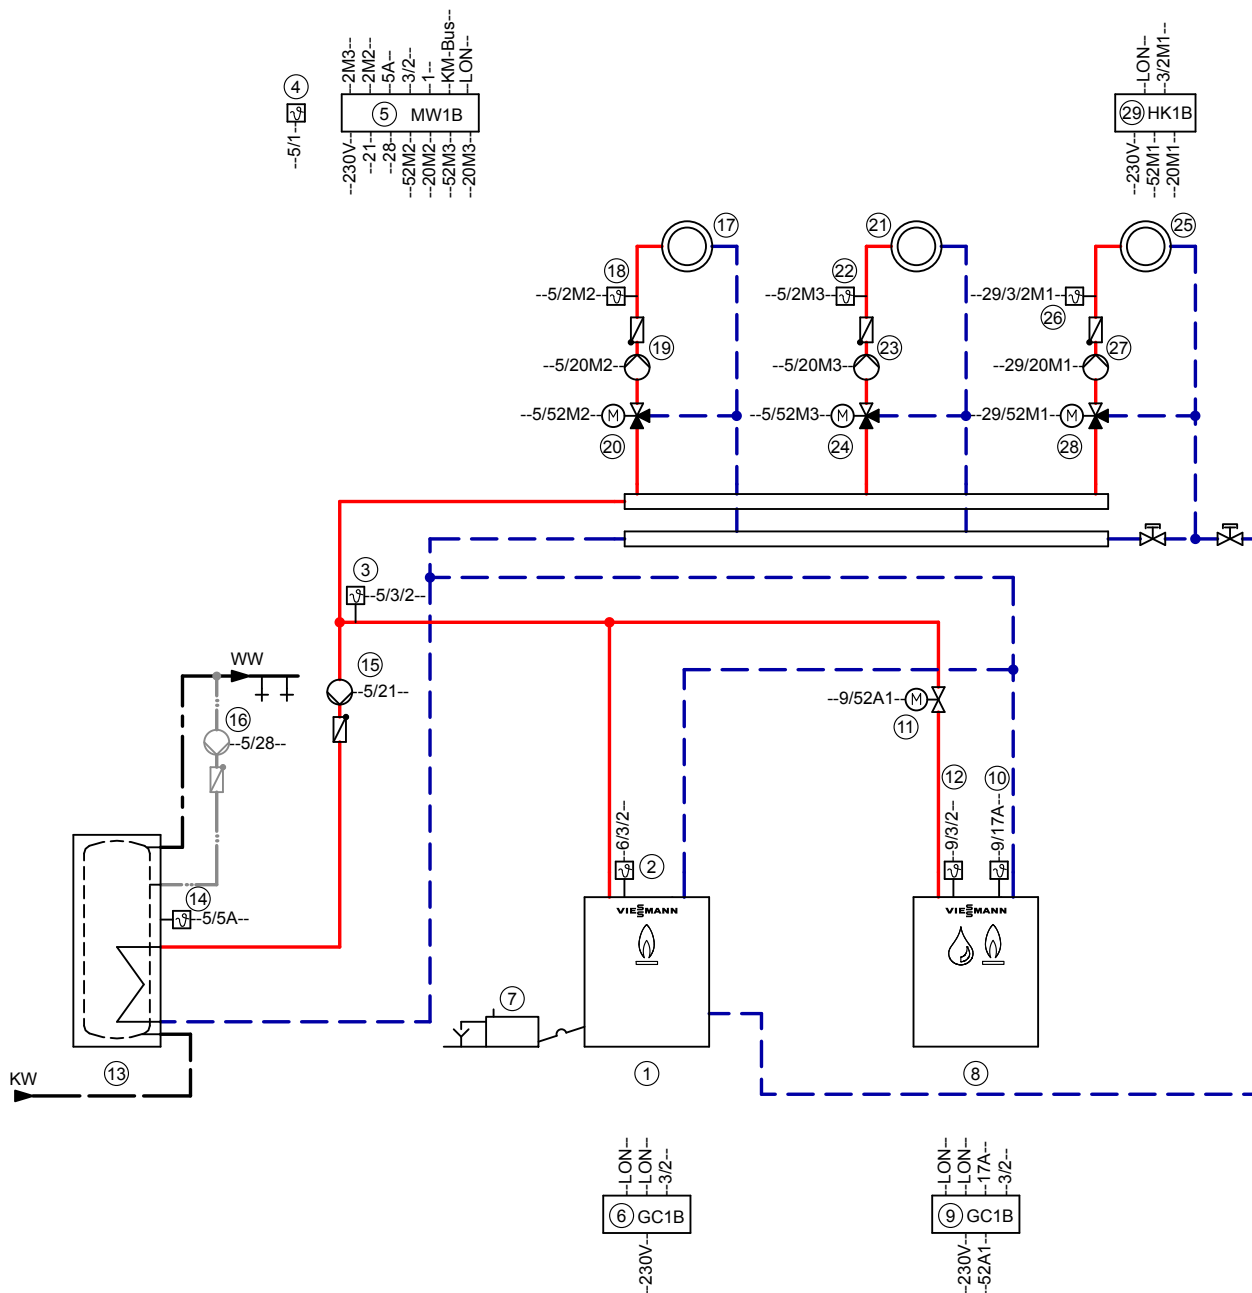 4
--5/1--
2M3--
2M2--
5A--
3/2--
1--
KM-Bus--
LON--
5 MW1B
--230V--
--21--
--28--
--52M2--
--20M2--
--52M3--
--20M3--
LON--
3/2M1--
29 HK1B
--230V--
--52M1--
--20M1--
17
21
25
18
--5/2M2--
22
--5/2M3--
--29/3/2M1--
26
19
--5/20M2--
23
--5/20M3--
27
--29/20M1--
--5/52M2-- M
20
--5/52M3-- M
24
--29/52M1-- M
28
3
--5/3/2--
WW
15
--5/21--
16
--5/28--
--9/52A1-- M
11
12
10
--6/3/2--
2
--9/3/2--
--9/17A--
14
--5/5A--
VIESSMANN
VIESSMANN
7
13
1
8
KW
--LON--
--LON--
--3/2--
6 GC1B
--230V--
--LON--
--LON--
--17A--
--3/2--
9 GC1B
--230V--
--52A1--